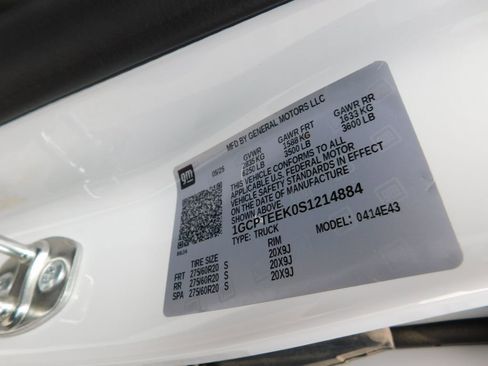 MFD BY GENERAL MOTORS LLC
gm
05/25
GVWR GAWR FRT GAWR RR
2835 KG 1588 KG 1633 KG
6250 LB 3500 LB 3600 LB
THIS VEHICLE CONFORMS TO ALL
APPLICABLE U.S. FEDERAL MOTOR
VEHICLE SAFETY STANDARDS IN EFFECT
ON THE DATE OF MANUFACTURE
SHOWN ABOVE.
1GCPTEEK0S1214884
TYPE: TRUCK MODEL: 0414E43
TIRE SIZE RIM
FRT 275/60R20 S 20X9J
RR 275/60R20 S 20X9J
SPA 275/60R20 S 20X9J